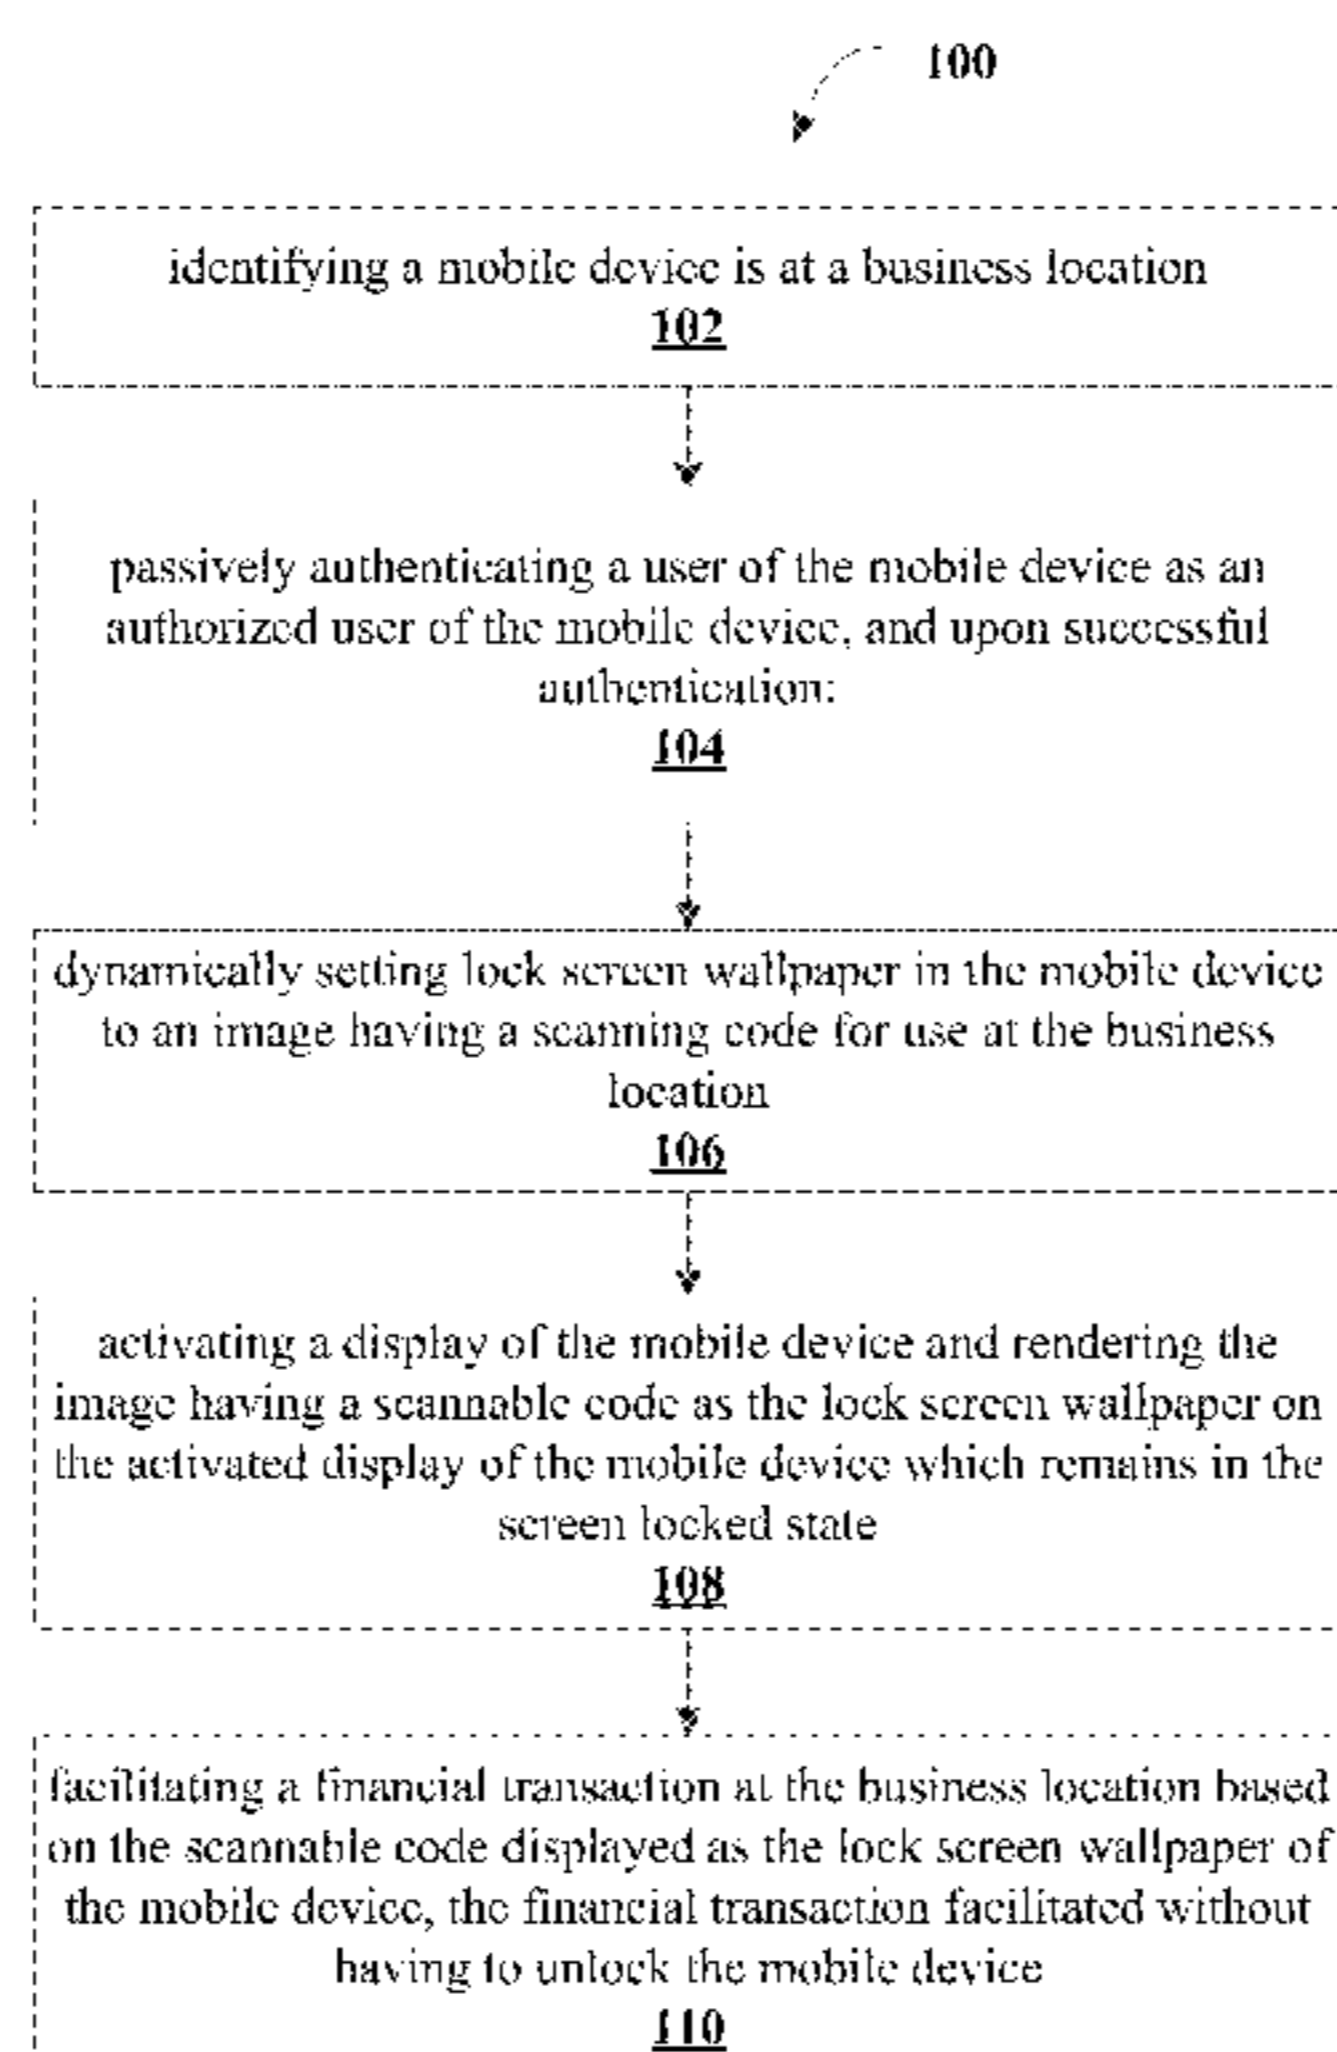 100
identifying a mobile device is at a business location
102
passively authenticating a user of the mobile device as an
authorized user of the mobile device, and upon successful
authentication:
104
dynamically setting lock screen wallpaper in the mobile device
to an image having a scanning code for use at the business
location
106
activating a display of the mobile device and rendering the
image having a scannable code as the lock screen wallpaper on
the activated display of the mobile device which remains in the
screen locked state
108
facilitating a financial transaction at the business location based
on the scannable code displayed as the lock screen wallpaper of
the mobile device, the financial transaction facilitated without
having to unlock the mobile device
110